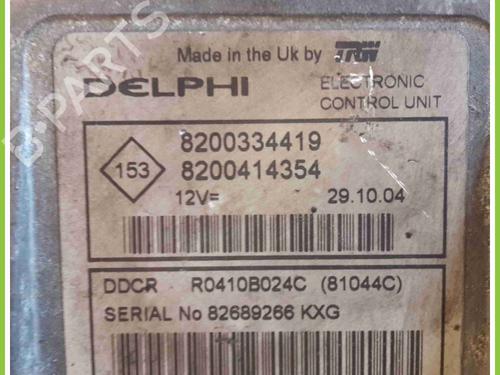 Made in the Uk by TRW
DELPHI ELECTRONIC
CONTROL UNIT
8200334419
153
8200414354
12V= 29.10.04
DDCR R0410B024C (81044C)
SERIAL No 82689266 KXG
B-PARTS